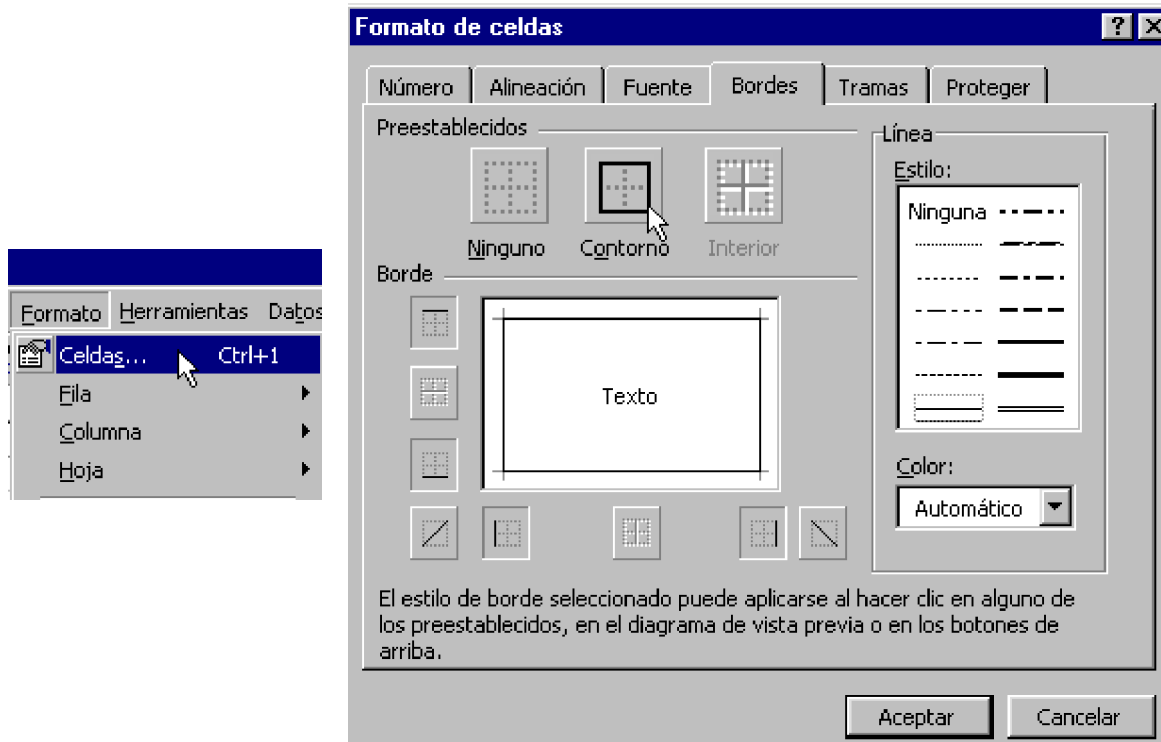 Formato Herramientas Datos
Celdas... Ctrl+1
Fila
Columna
Hoja
Formato de celdas
Número Alineación Fuente Bordes Tramas Proteger
Preestablecidos
Ninguno Contorno Interior
Borde
Texto
Línea
Estilo:
Ninguna
Color:
Automático
El estilo de borde seleccionado puede aplicarse al hacer clic en alguno de
los preestablecidos, en el diagrama de vista previa o en los botones de
arriba.
Aceptar Cancelar